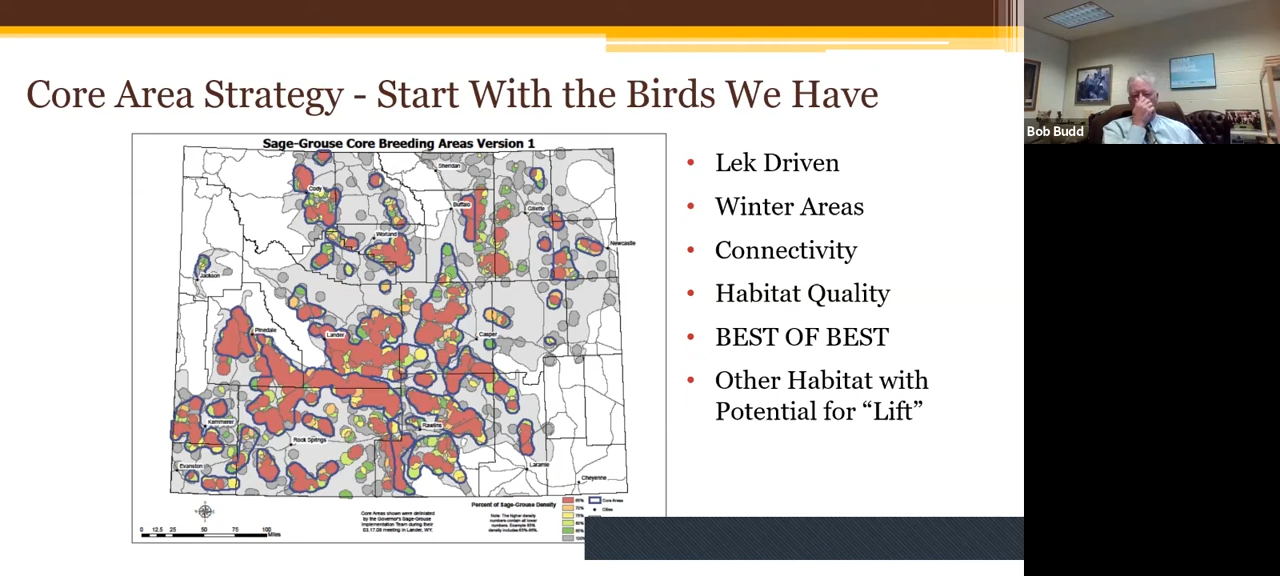 Core Area Strategy - Start With the Birds We Have
Bob Budd
Sage-Grouse Core Breeding Areas Version 1
Sheridan
Cody
Buffalo
Gillette
Worland
Newcastle
Jackson
Pinedale
Lander
Casper
Kemmerer
Rawlins
Rock Springs
Evanston
Laramie
Cheyenne
0 12.5 25 50 75 100
Miles
Core Areas shown were delineated
by the Governor's Sage-Grouse
Implementation Team during their
03.17.08 meeting in Lander, WY.
Percent of Sage-Grouse Density
Note: The higher density
numbers contain all lower
numbers. Example 85%
density includes
Core Areas
Cities
100%
• Lek Driven
• Winter Areas
• Connectivity
• Habitat Quality
• BEST OF BEST
• Other Habitat with
Potential for “Lift”